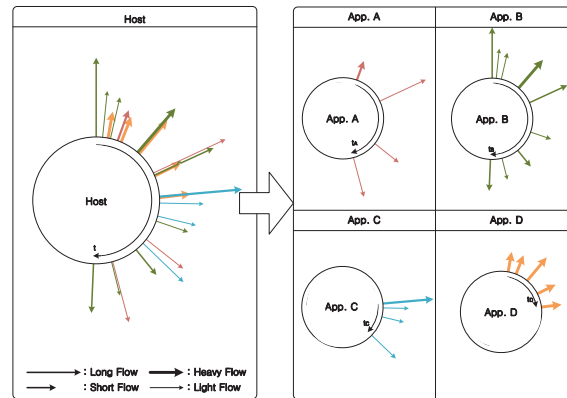 Host
Host
t
: Long Flow
: Heavy Flow
: Short Flow
: Light Flow
App. A
App. B
App. A
tA
App. B
tB
App. C
App. D
App. C
tC
App. D
tD